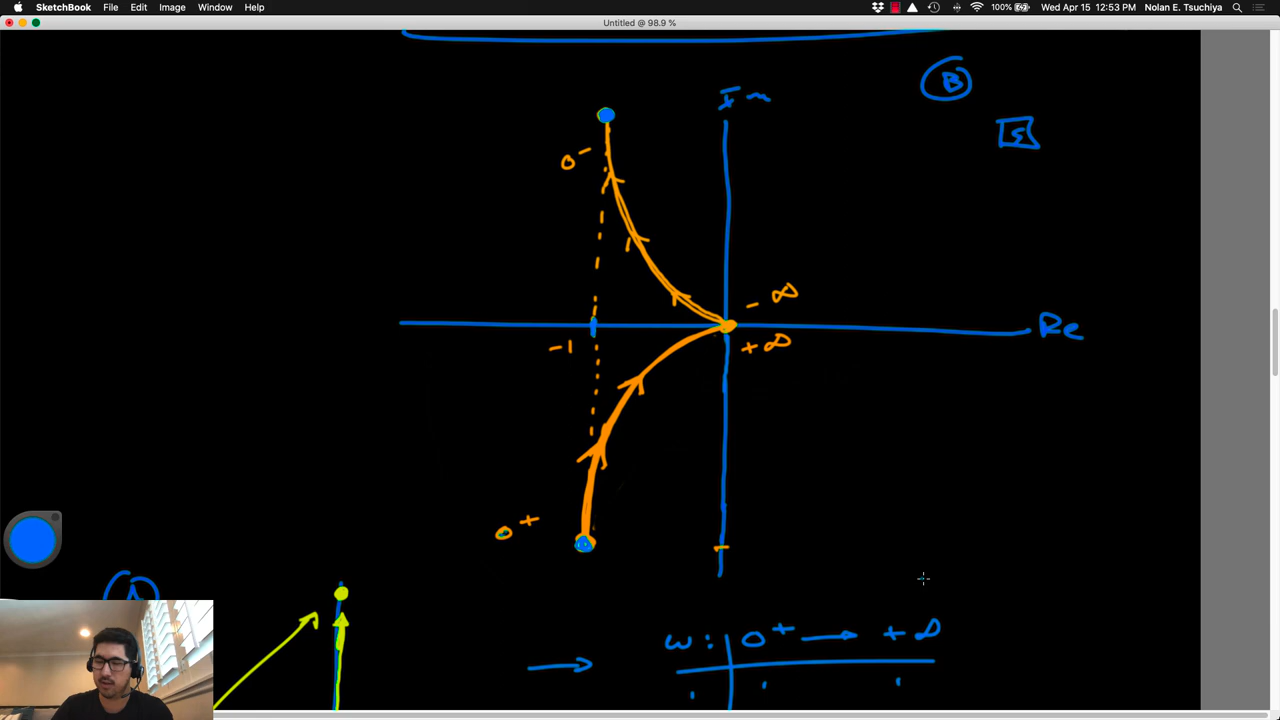 SketchBook File Edit Image Window Help 100% Wed Apr 15 12:53 PM Nolan E. Tsuchiya
Untitled @ 98.9 %
Im
B
S
0-
- ∞
Re
-1
+ ∞
0+
A
ω: 0+ → + ∞